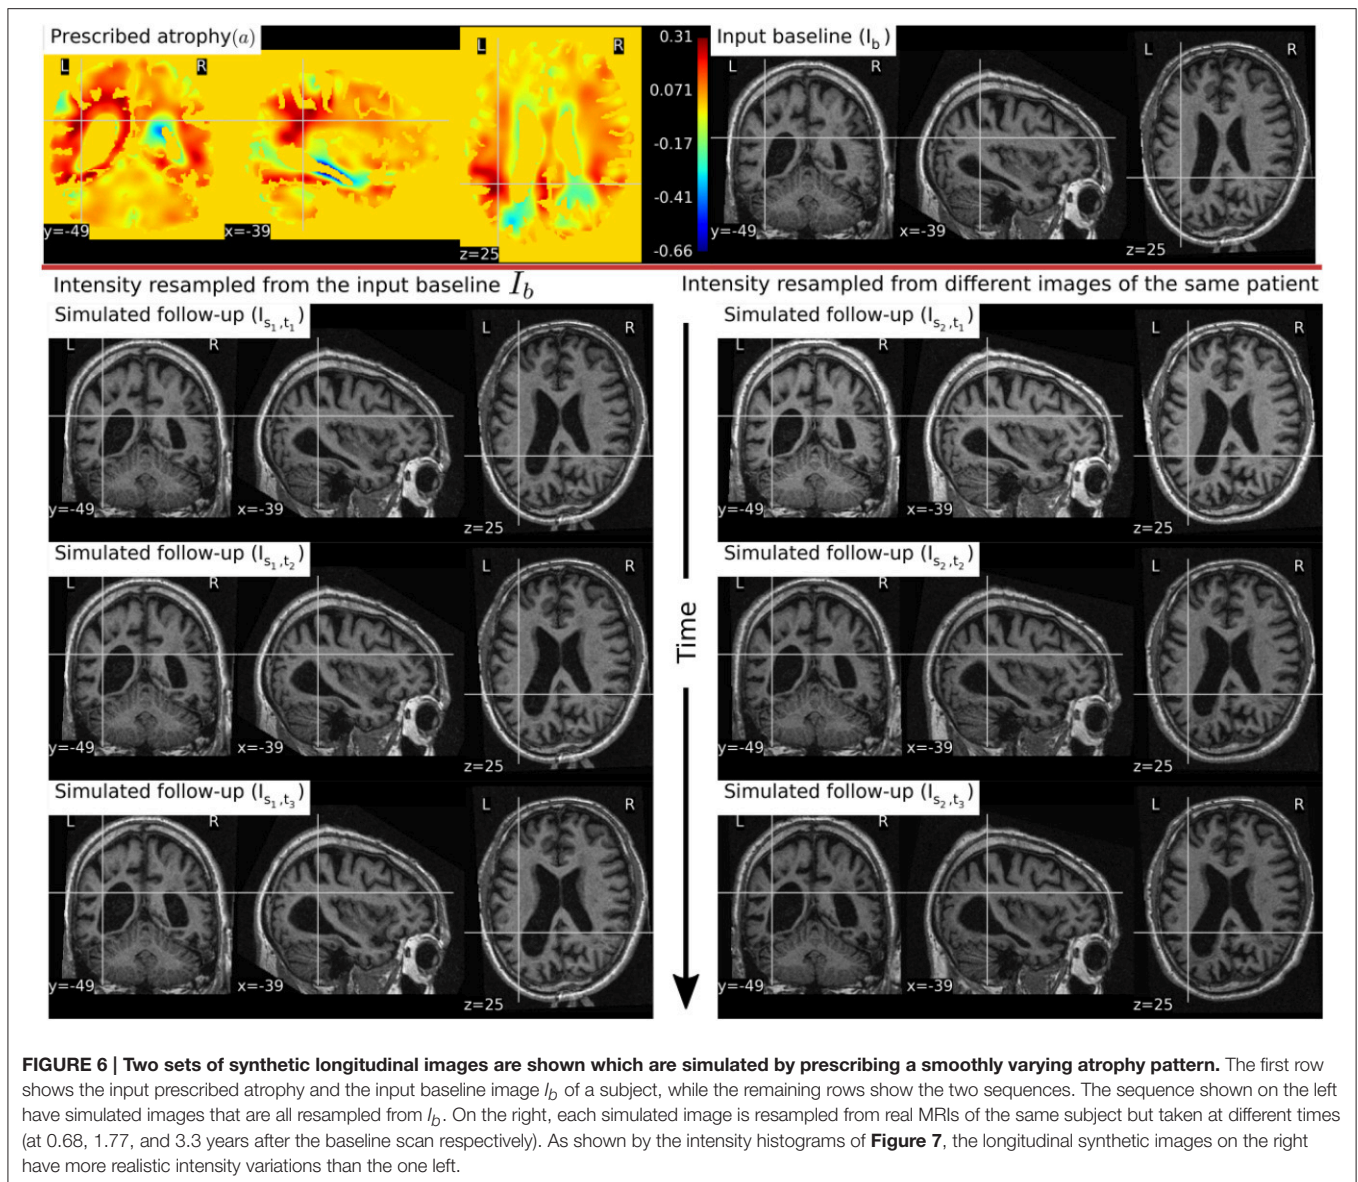 Prescribed atrophy(a)
L R
L R
0.31
0.071
-0.17
-0.41
-0.66
y=-49 x=-39 z=25
Input baseline (I_b)
L R
L R
y=-49 x=-39 z=25
Intensity resampled from the input baseline I_b
Intensity resampled from different images of the same patient
Simulated follow-up (I_s₁,t₁)
L R L R
y=-49 x=-39 z=25
Simulated follow-up (I_s₂,t₁)
L R L R
y=-49 x=-39 z=25
Simulated follow-up (I_s₁,t₂)
L R L R
y=-49 x=-39 z=25
Time
Simulated follow-up (I_s₂,t₂)
L R L R
y=-49 x=-39 z=25
Simulated follow-up (I_s₁,t₃)
L R L R
y=-49 x=-39 z=25
Simulated follow-up (I_s₂,t₃)
L R L R
y=-49 x=-39 z=25
FIGURE 6 | Two sets of synthetic longitudinal images are shown which are simulated by prescribing a smoothly varying atrophy pattern. The first row
shows the input prescribed atrophy and the input baseline image I_b of a subject, while the remaining rows show the two sequences. The sequence shown on the left
have simulated images that are all resampled from I_b. On the right, each simulated image is resampled from real MRIs of the same subject but taken at different times
(at 0.68, 1.77, and 3.3 years after the baseline scan respectively). As shown by the intensity histograms of Figure 7, the longitudinal synthetic images on the right
have more realistic intensity variations than the one left.